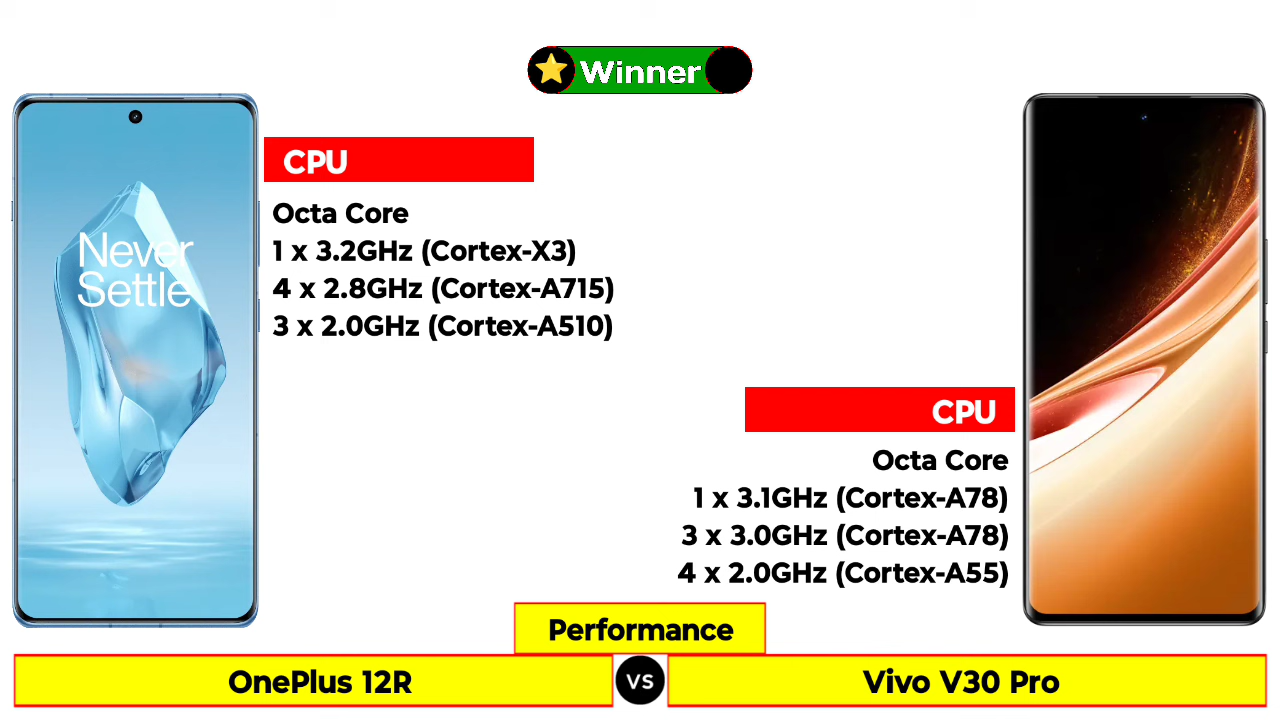 Winner
Never
Settle
CPU
Octa Core
1 x 3.2GHz (Cortex-X3)
4 x 2.8GHz (Cortex-A715)
3 x 2.0GHz (Cortex-A510)
CPU
Octa Core
1 x 3.1GHz (Cortex-A78)
3 x 3.0GHz (Cortex-A78)
4 x 2.0GHz (Cortex-A55)
Performance
OnePlus 12R
VS
Vivo V30 Pro